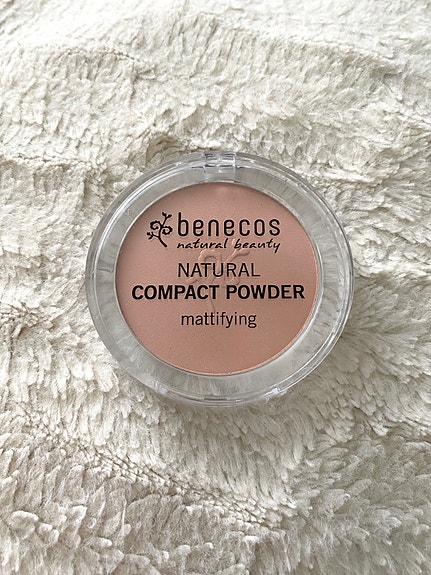 benecos
natural beauty
NATURAL
COMPACT POWDER
mattifying